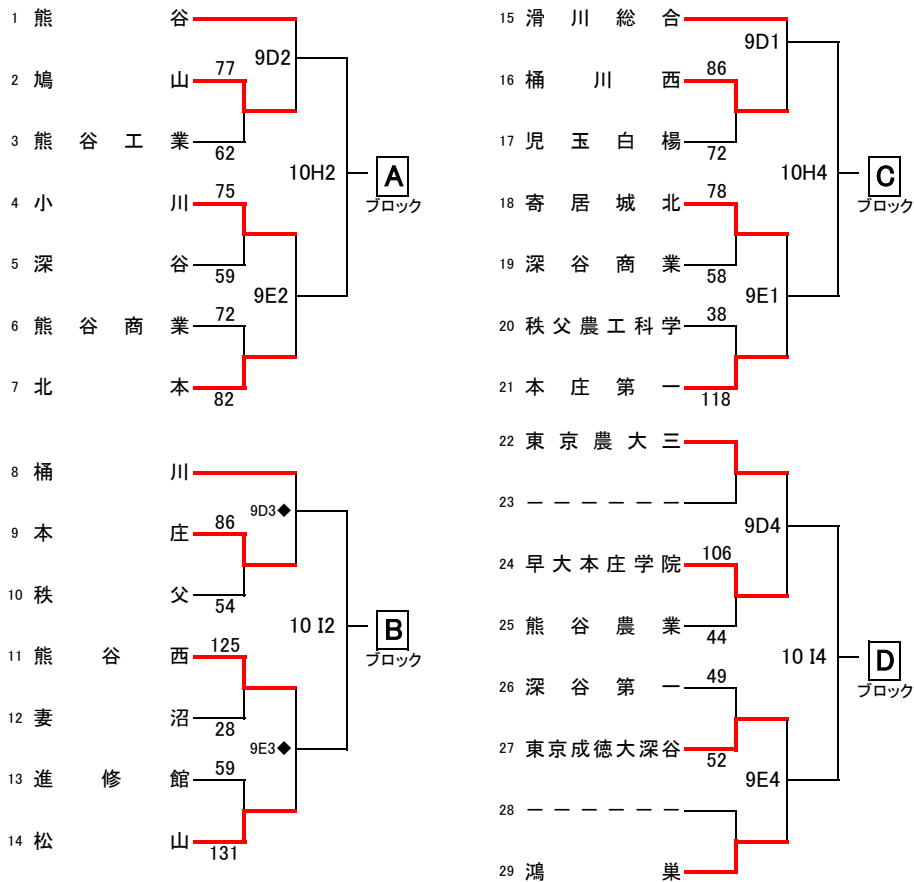 1 熊谷
9D2
2 鳩山 77
3 熊谷工業 62
10H2
A
ブロック
4 小川 75
5 深谷 59
9E2
6 熊谷商業 72
7 北本 82
8 桶川
9D3◆
9 本庄 86
10 秩父 54
10 I2
B
ブロック
11 熊谷西 125
12 妻沼 28
9E3◆
13 進修館 59
14 松山 131
15 滑川総合
9D1
16 桶川西 86
17 児玉白楊 72
10H4
C
ブロック
18 寄居城北 78
19 深谷商業 58
9E1
20 秩父農工科学 38
21 本庄第一 118
22 東京農大三
23 ーーーーーー
9D4
24 早大本庄学院 106
25 熊谷農業 44
10 I4
D
ブロック
26 深谷第一 49
27 東京成徳大深谷 52
9E4
28 ーーーーーー
29 鴻巣